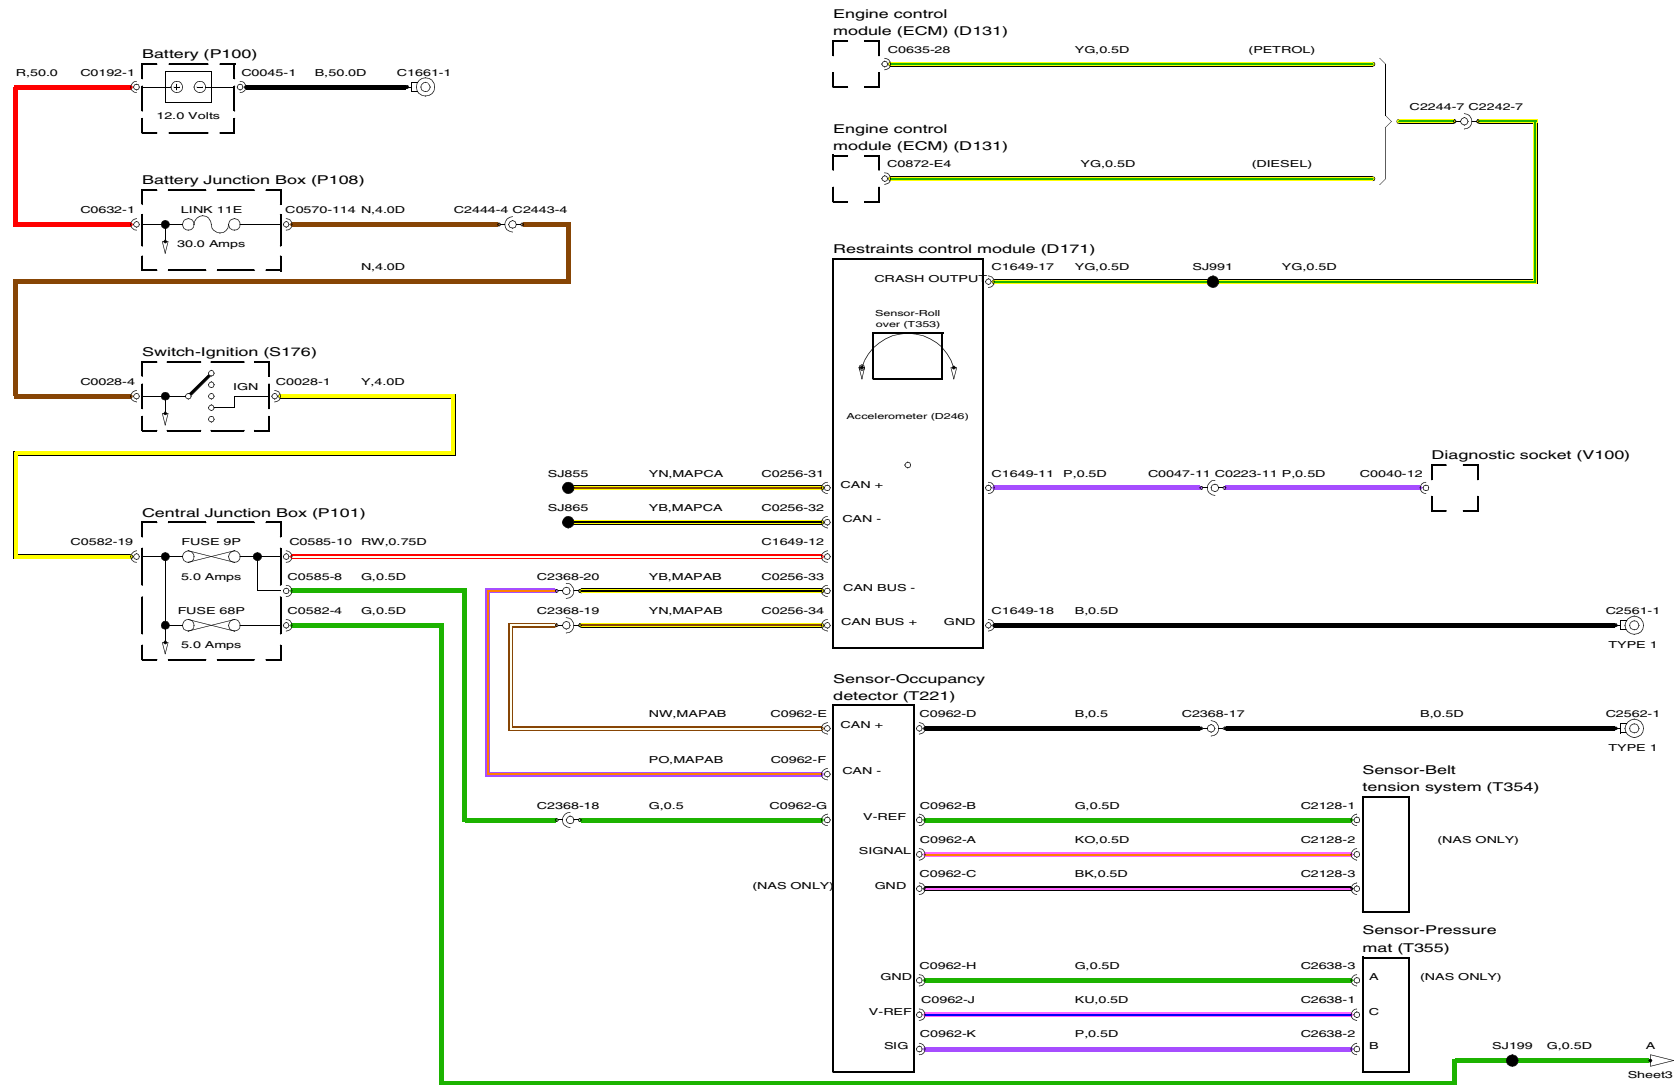 Engine control
module (ECM) (D131)
C0635-28 YG,0.5D (PETROL)
Battery (P100)
R,50.0 C0192-1 C0045-1 B,50.0D C1661-1
12.0 Volts
C2244-7 C2242-7
Engine control
module (ECM) (D131)
C0872-E4 YG,0.5D (DIESEL)
Battery Junction Box (P108)
C0632-1 LINK 11E C0570-114 N,4.0D C2444-4 C2443-4
30.0 Amps
N,4.0D
Restraints control module (D171)
CRASH OUTPUT C1649-17 YG,0.5D SJ991 YG,0.5D
Sensor-Roll
over (T353)
Switch-Ignition (S176)
C0028-4 IGN C0028-1 Y,4.0D
Accelerometer (D246)
Diagnostic socket (V100)
SJ855 YN,MAPCA C0256-31 CAN + C1649-11 P,0.5D C0047-11 C0223-11 P,0.5D C0040-12
SJ865 YB,MAPCA C0256-32 CAN -
Central Junction Box (P101)
C0582-19 FUSE 9P C0585-10 RW,0.75D C1649-12
5.0 Amps C0585-8 G,0.5D C2368-20 YB,MAPAB C0256-33 CAN BUS -
FUSE 68P C0582-4 G,0.5D C2368-19 YN,MAPAB C0256-34 CAN BUS + GND C1649-18 B,0.5D C2561-1
5.0 Amps
TYPE 1
Sensor-Occupancy
detector (T221)
NW,MAPAB C0962-E CAN + C0962-D B,0.5 C2368-17 B,0.5D C2562-1
TYPE 1
PO,MAPAB C0962-F CAN -
Sensor-Belt
tension system (T354)
C2368-18 G,0.5 C0962-G V-REF C0962-B G,0.5D C2128-1
SIGNAL C0962-A KO,0.5D C2128-2 (NAS ONLY)
(NAS ONLY) GND C0962-C BK,0.5D C2128-3
Sensor-Pressure
mat (T355)
GND C0962-H G,0.5D C2638-3 A (NAS ONLY)
V-REF C0962-J KU,0.5D C2638-1 C
SIG C0962-K P,0.5D C2638-2 B
SJ199 G,0.5D A
Sheet3